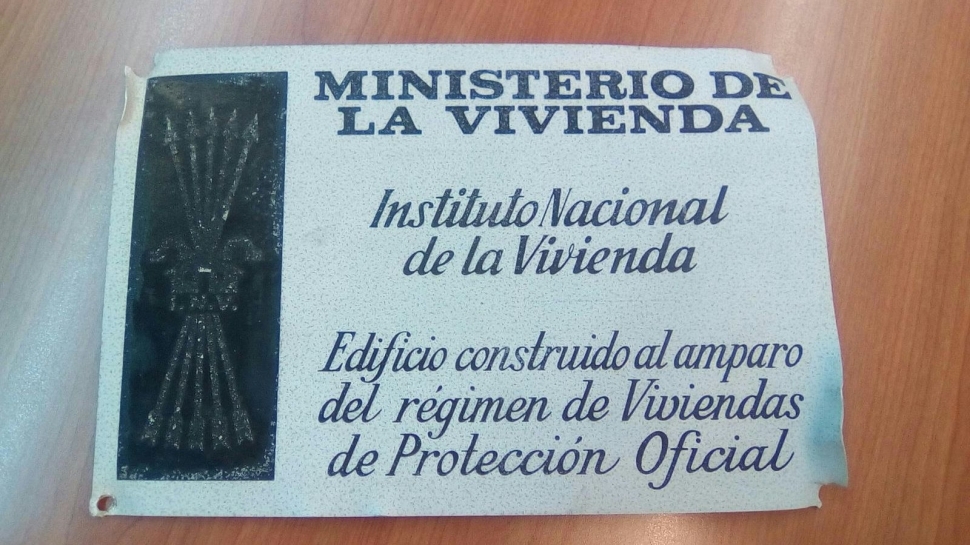 MINISTERIO DE
LA VIVIENDA
Instituto Nacional
de la Vivienda
I.N.V.
Edificio construido al amparo
del régimen de Viviendas
de Protección Oficial